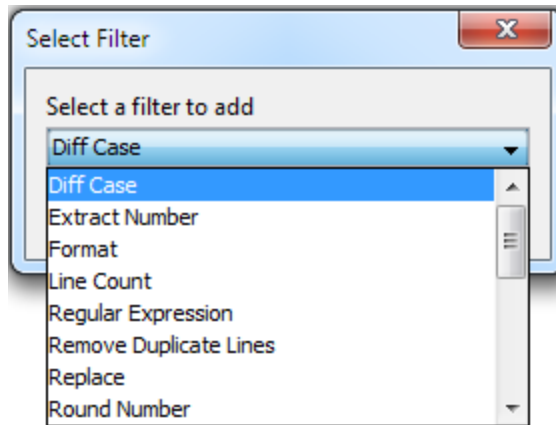 Select Filter
Select a filter to add
Diff Case
Diff Case
Extract Number
Format
Line Count
Regular Expression
Remove Duplicate Lines
Replace
Round Number